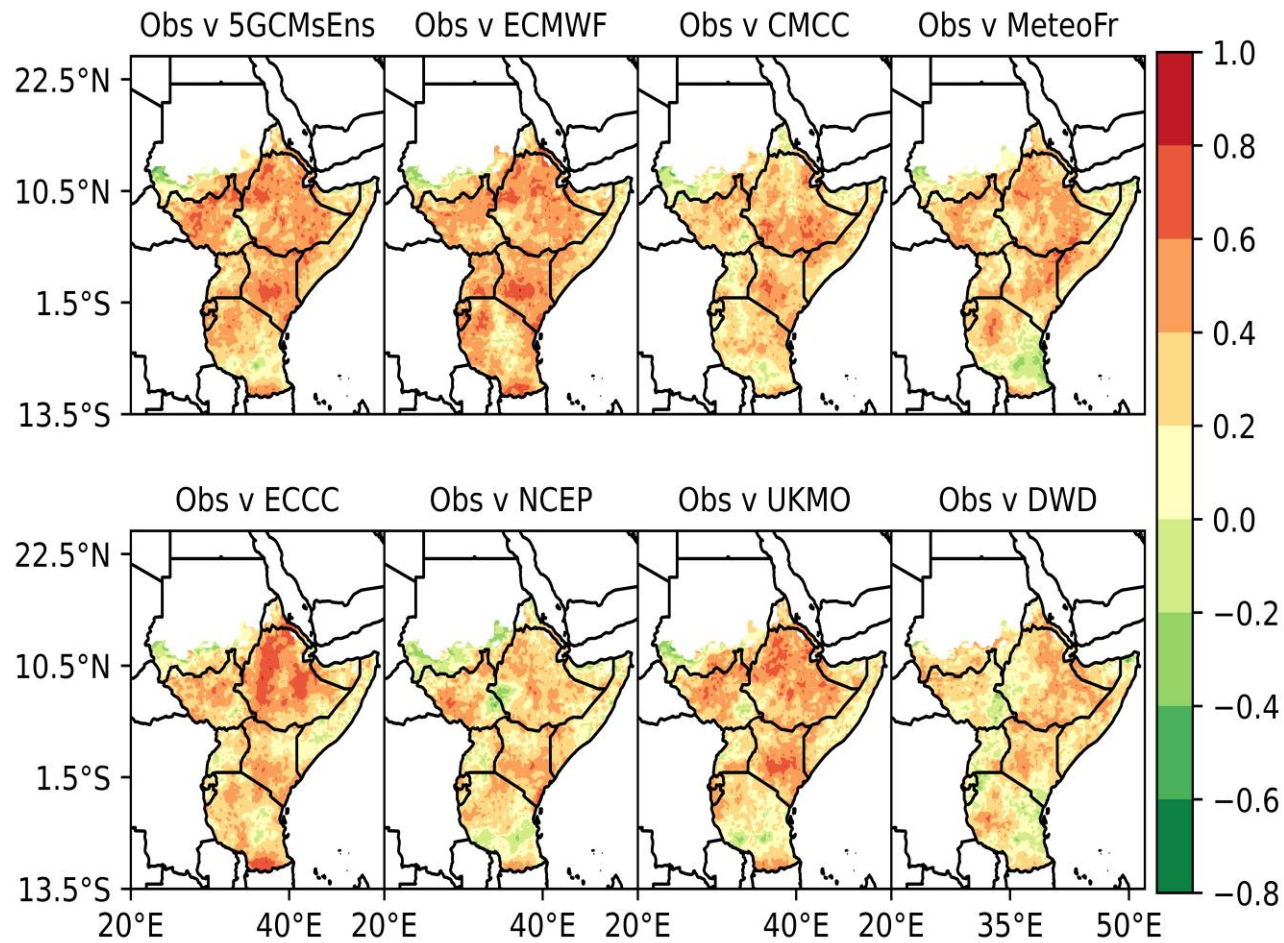 Obs v 5GCMsEns Obs v ECMWF Obs v CMCC Obs v MeteoFr
22.5°N
10.5°N
1.5°S
13.5°S
Obs v ECCC Obs v NCEP Obs v UKMO Obs v DWD
22.5°N
10.5°N
1.5°S
13.5°S
20°E 40°E 20°E 40°E 20°E 40°E 20°E 35°E 50°E
1.0
0.8
0.6
0.4
0.2
0.0
−0.2
−0.4
−0.6
−0.8